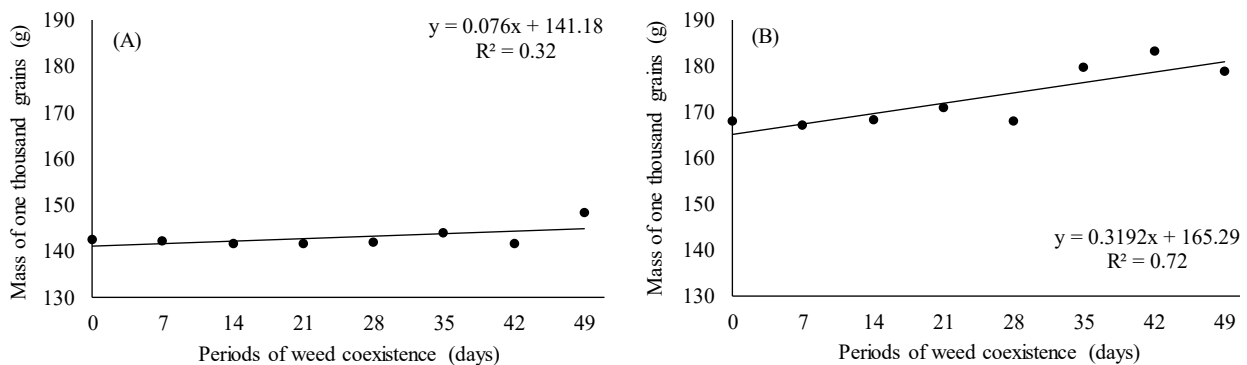 Mass of one thousand grains (g)
190
180
170
160
150
140
130
(A)
y = 0.076x + 141.18
R² = 0.32
0 7 14 21 28 35 42 49
Periods of weed coexistence (days)
Mass of one thousand grains (g)
190
180
170
160
150
140
130
(B)
y = 0.3192x + 165.29
R² = 0.72
0 7 14 21 28 35 42 49
Periods of weed coexistence (days)